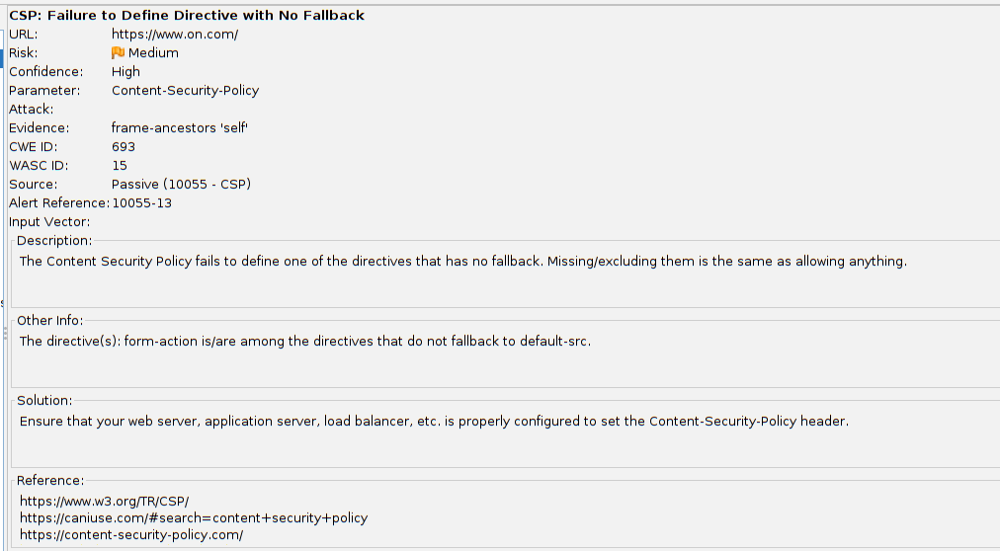 CSP: Failure to Define Directive with No Fallback
URL: https://www.on.com/
Risk: Medium
Confidence: High
Parameter: Content-Security-Policy
Attack:
Evidence: frame-ancestors 'self'
CWE ID: 693
WASC ID: 15
Source: Passive (10055 - CSP)
Alert Reference: 10055-13
Input Vector:
Description:
The Content Security Policy fails to define one of the directives that has no fallback. Missing/excluding them is the same as allowing anything.
Other Info:
The directive(s): form-action is/are among the directives that do not fallback to default-src.
Solution:
Ensure that your web server, application server, load balancer, etc. is properly configured to set the Content-Security-Policy header.
Reference:
https://www.w3.org/TR/CSP/
https://caniuse.com/#search=content+security+policy
https://content-security-policy.com/